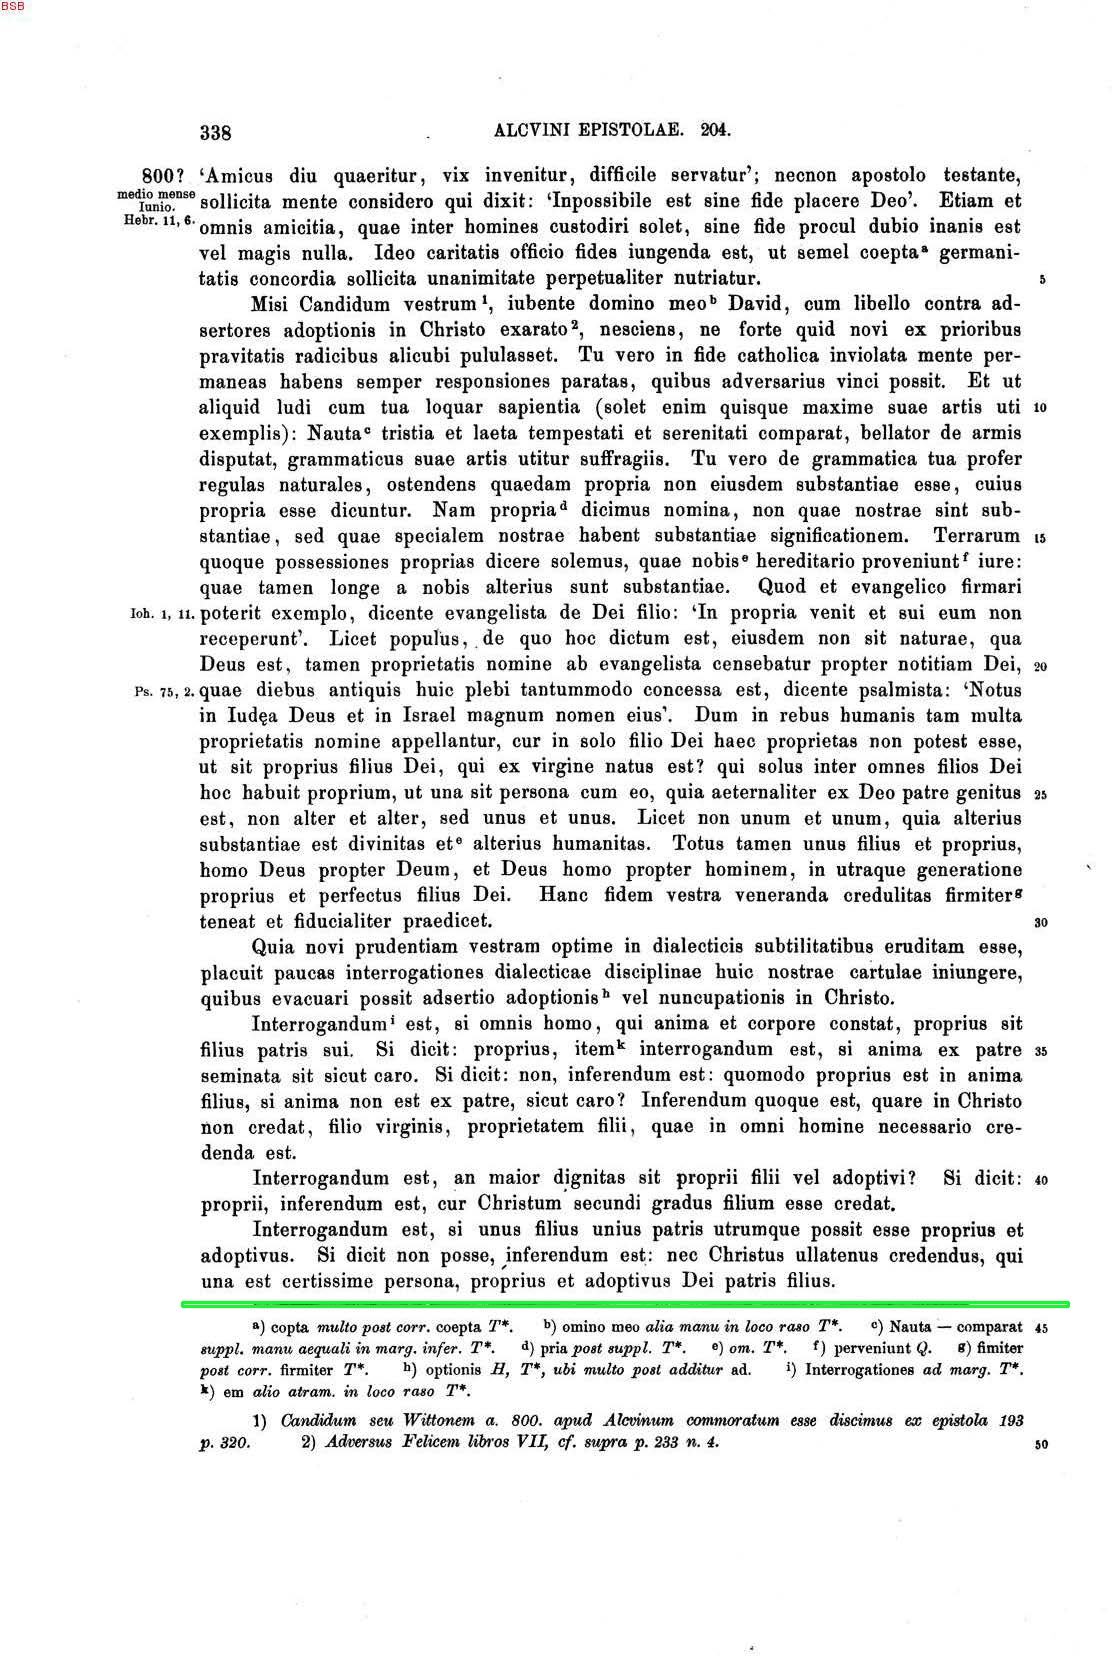 BSB
338 ALCVINI EPISTOLAE. 204.
800? ‘Amicus diu quaeritur, vix invenitur, difficile servatur’; necnon apostolo testante,
medio mense
Iunio.
sollicita mente considero qui dixit: ‘Inpossibile est sine fide placere Deo’. Etiam et
Hebr. 11, 6. omnis amicitia, quae inter homines custodiri solet, sine fide procul dubio inanis est
vel magis nulla. Ideo caritatis officio fides iungenda est, ut semel coeptaᵃ germani-
tatis concordia sollicita unanimitate perpetualiter nutriatur. 5
Misi Candidum vestrum¹, iubente domino meoᵇ David, cum libello contra ad-
sertores adoptionis in Christo exarato², nesciens, ne forte quid novi ex prioribus
pravitatis radicibus alicubi pululasset. Tu vero in fide catholica inviolata mente per-
maneas habens semper responsiones paratas, quibus adversarius vinci possit. Et ut
aliquid ludi cum tua loquar sapientia (solet enim quisque maxime suae artis uti 10
exemplis): Nautaᶜ tristia et laeta tempestati et serenitati comparat, bellator de armis
disputat, grammaticus suae artis utitur suffragiis. Tu vero de grammatica tua profer
regulas naturales, ostendens quaedam propria non eiusdem substantiae esse, cuius
propria esse dicuntur. Nam propriaᵈ dicimus nomina, non quae nostrae sint sub-
stantiae, sed quae specialem nostrae habent substantiae significationem. Terrarum 15
quoque possessiones proprias dicere solemus, quae nobisᵉ hereditario proveniuntᶠ iure:
quae tamen longe a nobis alterius sunt substantiae. Quod et evangelico firmari
Ioh. 1, 11. poterit exemplo, dicente evangelista de Dei filio: ‘In propria venit et sui eum non
receperunt’. Licet populus, de quo hoc dictum est, eiusdem non sit naturae, qua
Deus est, tamen proprietatis nomine ab evangelista censebatur propter notitiam Dei, 20
Ps. 75, 2. quae diebus antiquis huic plebi tantummodo concessa est, dicente psalmista: ‘Notus
in Iudęa Deus et in Israel magnum nomen eius’. Dum in rebus humanis tam multa
proprietatis nomine appellantur, cur in solo filio Dei haec proprietas non potest esse,
ut sit proprius filius Dei, qui ex virgine natus est? qui solus inter omnes filios Dei
hoc habuit proprium, ut una sit persona cum eo, quia aeternaliter ex Deo patre genitus 25
est, non alter et alter, sed unus et unus. Licet non unum et unum, quia alterius
substantiae est divinitas etᵉ alterius humanitas. Totus tamen unus filius et proprius,
homo Deus propter Deum, et Deus homo propter hominem, in utraque generatione
proprius et perfectus filius Dei. Hanc fidem vestra veneranda credulitas firmiterᵍ
teneat et fiducialiter praedicet. 30
Quia novi prudentiam vestram optime in dialecticis subtilitatibus eruditam esse,
placuit paucas interrogationes dialecticae disciplinae huic nostrae cartulae iniungere,
quibus evacuari possit adsertio adoptionisʰ vel nuncupationis in Christo.
Interrogandumⁱ est, si omnis homo, qui anima et corpore constat, proprius sit
filius patris sui. Si dicit: proprius, itemᵏ interrogandum est, si anima ex patre 35
seminata sit sicut caro. Si dicit: non, inferendum est: quomodo proprius est in anima
filius, si anima non est ex patre, sicut caro? Inferendum quoque est, quare in Christo
non credat, filio virginis, proprietatem filii, quae in omni homine necessario cre-
denda est.
Interrogandum est, an maior dignitas sit proprii filii vel adoptivi? Si dicit: 40
proprii, inferendum est, cur Christum secundi gradus filium esse credat.
Interrogandum est, si unus filius unius patris utrumque possit esse proprius et
adoptivus. Si dicit non posse, inferendum est: nec Christus ullatenus credendus, qui
una est certissime persona, proprius et adoptivus Dei patris filius.
ᵃ) copta multo post corr. coepta T*. ᵇ) omino meo alia manu in loco raso T*. ᶜ) Nauta — comparat 45
suppl. manu aequali in marg. infer. T*. ᵈ) pria post suppl. T*. ᵉ) om. T*. ᶠ) perveniunt Q. ᵍ) fimiter
post corr. firmiter T*. ʰ) optionis H, T*, ubi multo post additur ad. ⁱ) Interrogationes ad marg. T*.
ᵏ) em alio atram. in loco raso T*.
1) Candidum seu Wittonem a. 800. apud Alcvinum commoratum esse discimus ex epistola 193
p. 320. 2) Adversus Felicem libros VII, cf. supra p. 233 n. 4. 50